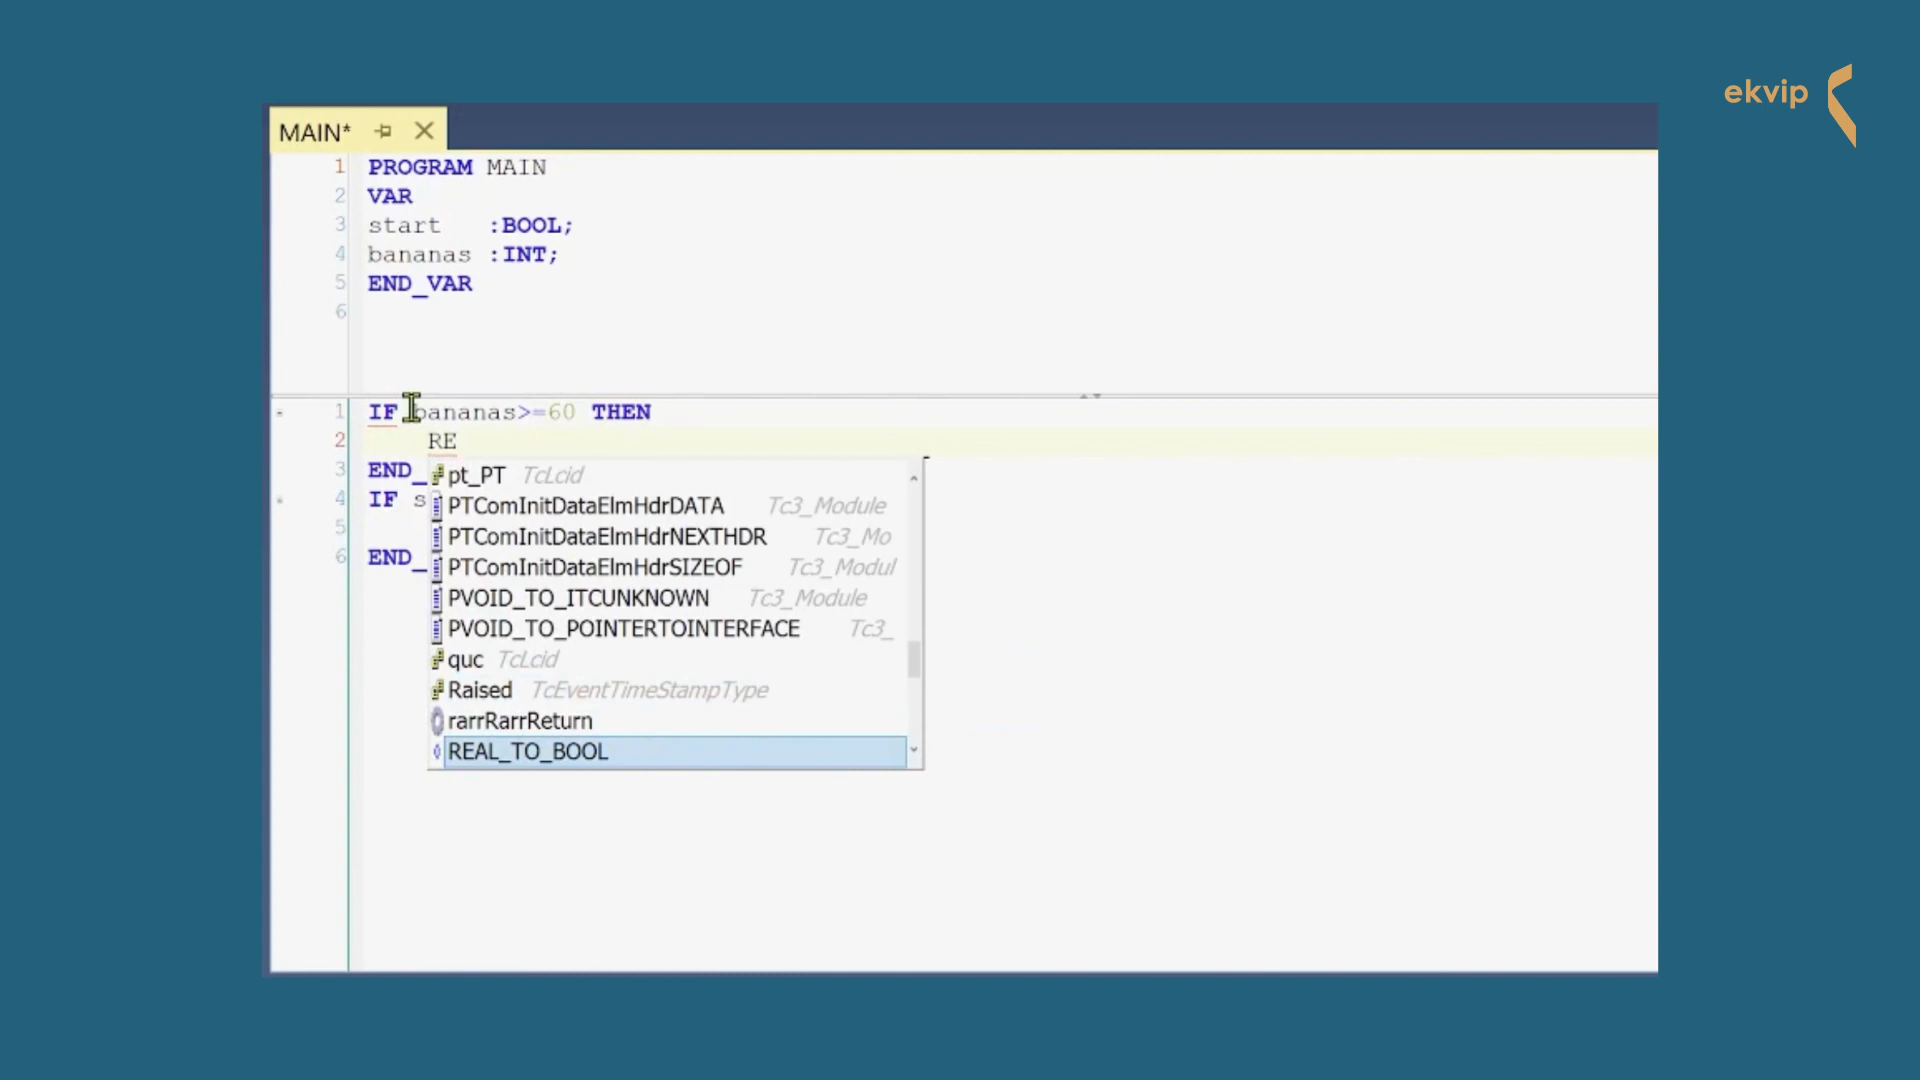 ekvip
MAIN*
1 PROGRAM MAIN
2 VAR
3 start :BOOL;
4 bananas :INT;
5 END_VAR
6
1 IF bananas>=60 THEN
2 RE
3 END_
4 IF s
5
6 END_
pt_PT TcLcid
PTComInitDataElmHdrDATA Tc3_Module
PTComInitDataElmHdrNEXTHDR Tc3_Mo
PTComInitDataElmHdrSIZEOF Tc3_Modul
PVOID_TO_ITCUNKNOWN Tc3_Module
PVOID_TO_POINTERTOINTERFACE Tc3_
quc TcLcid
Raised TcEventTimeStampType
rarrRarrReturn
REAL_TO_BOOL